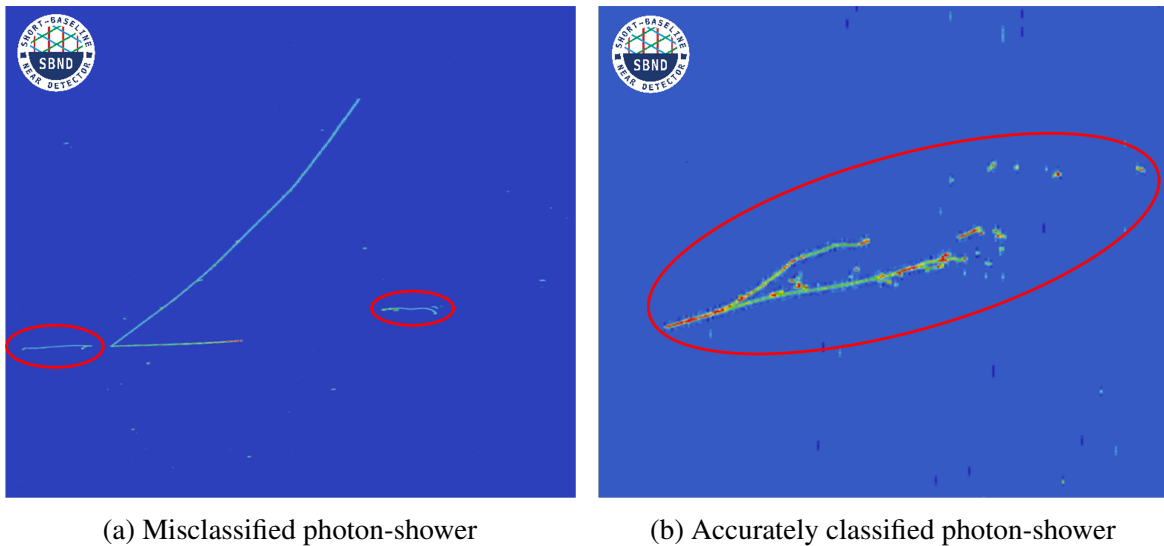 SHORT-BASELINE
SBND
NEAR DETECTOR
SHORT-BASELINE
SBND
NEAR DETECTOR
(a) Misclassified photon-shower
(b) Accurately classified photon-shower